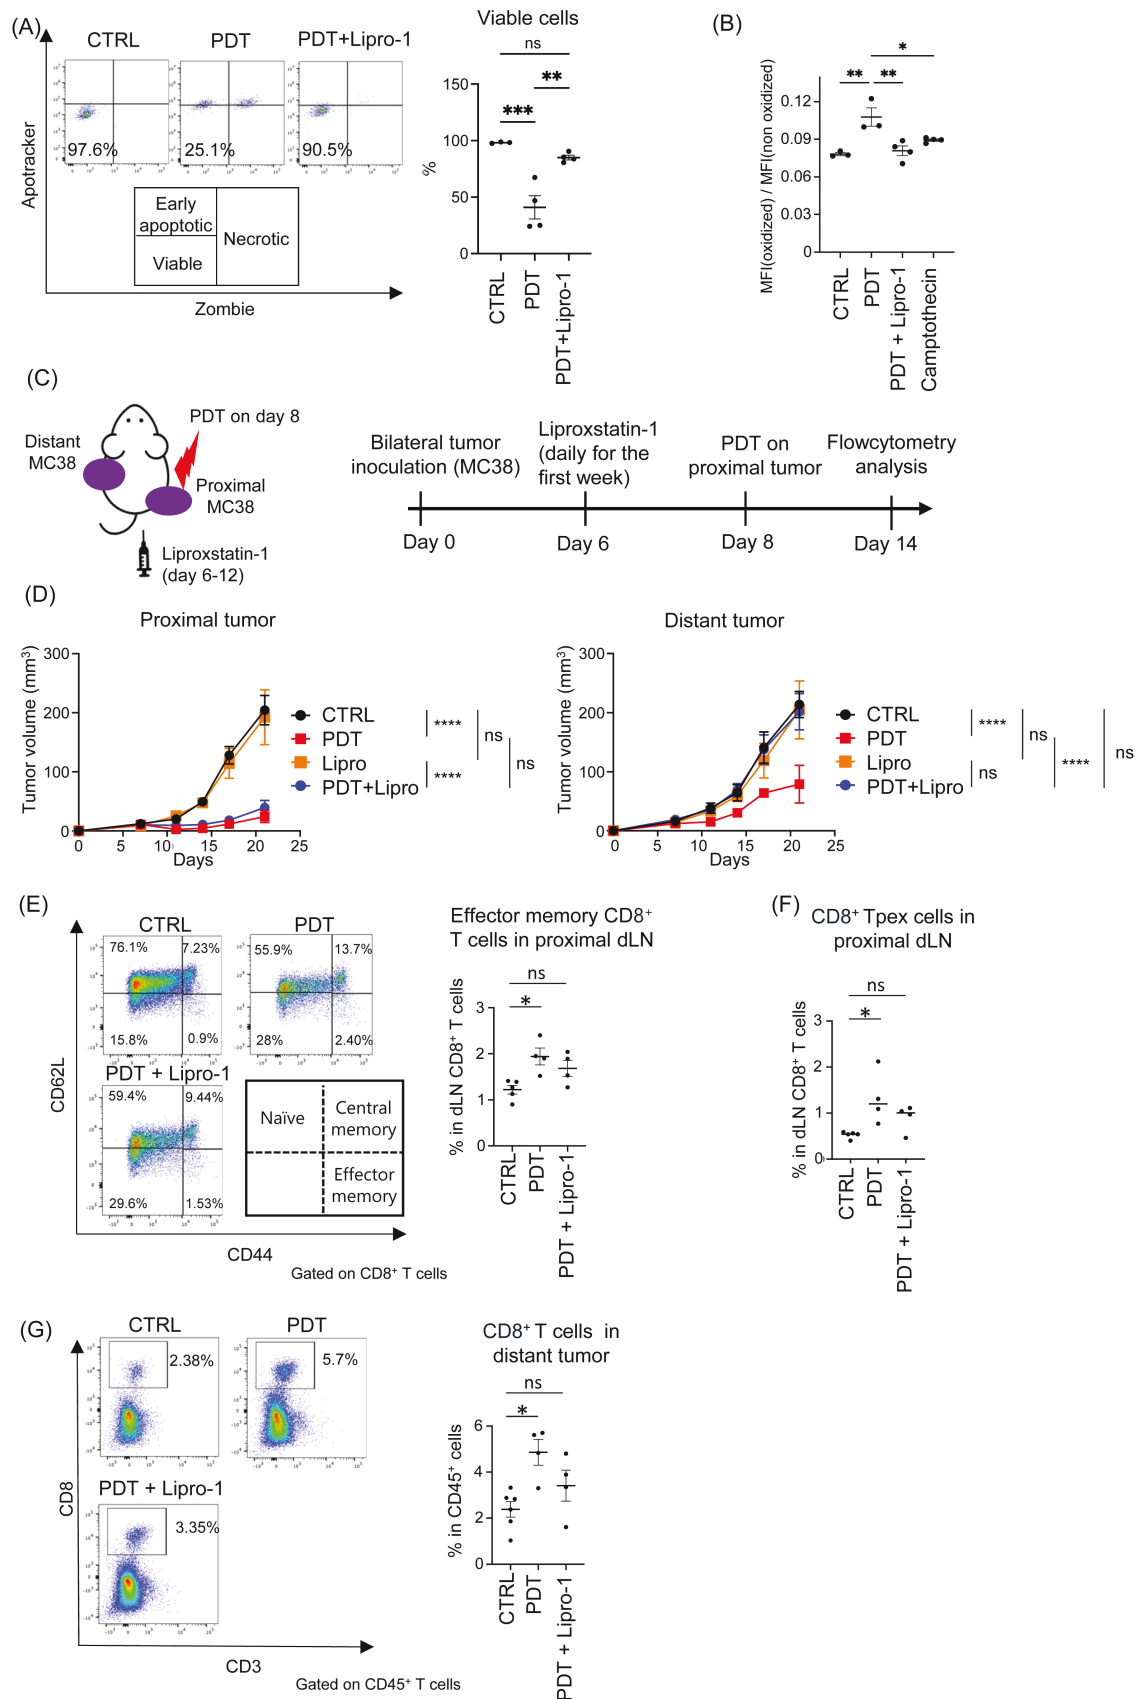 (A)
CTRL
PDT
PDT+Lipro-1
97.6%
25.1%
90.5%
Apotracker
Early
apoptotic
Viable
Necrotic
Zombie
Viable cells
ns
**
***
150
100
50
0
%
CTRL
PDT
PDT+Lipro-1
(B)
*
** **
0.12
0.09
0.06
0.03
0
MFI(oxidized) / MFI(non oxidized)
CTRL
PDT
PDT + Lipro-1
Camptothecin
(C)
PDT on day 8
Distant
MC38
Proximal
MC38
Liproxstatin-1
(day 6-12)
Bilateral tumor
inoculation (MC38)
Liproxstatin-1
(daily for the
first week)
PDT on
proximal tumor
Flowcytometry
analysis
Day 0
Day 6
Day 8
Day 14
(D)
Proximal tumor
Tumor volume (mm³)
300
200
100
0
0 5 10 15 20 25
Days
CTRL
PDT
Lipro
PDT+Lipro
****
****
ns
ns
Distant tumor
Tumor volume (mm³)
300
200
100
0
0 5 10 15 20 25
Days
CTRL
PDT
Lipro
PDT+Lipro
****
ns
ns
****
ns
(E)
CTRL
PDT
76.1% 7.23%
15.8% 0.9%
55.9% 13.7%
28% 2.40%
PDT + Lipro-1
59.4% 9.44%
29.6% 1.53%
Naïve
Central
memory
Effector
memory
CD62L
CD44
Gated on CD8⁺ T cells
Effector memory CD8⁺
T cells in proximal dLN
ns
*
3
2
1
0
% in dLN CD8⁺ T cells
CTRL
PDT
PDT + Lipro-1
(F)
CD8⁺ Tpex cells in
proximal dLN
ns
*
3
2
1
0
% in dLN CD8⁺ T cells
CTRL
PDT
PDT + Lipro-1
(G)
CTRL
PDT
2.38%
5.7%
PDT + Lipro-1
3.35%
CD8
CD3
Gated on CD45⁺ T cells
CD8⁺ T cells in
distant tumor
ns
*
6
4
2
0
% in CD45⁺ cells
CTRL
PDT
PDT + Lipro-1